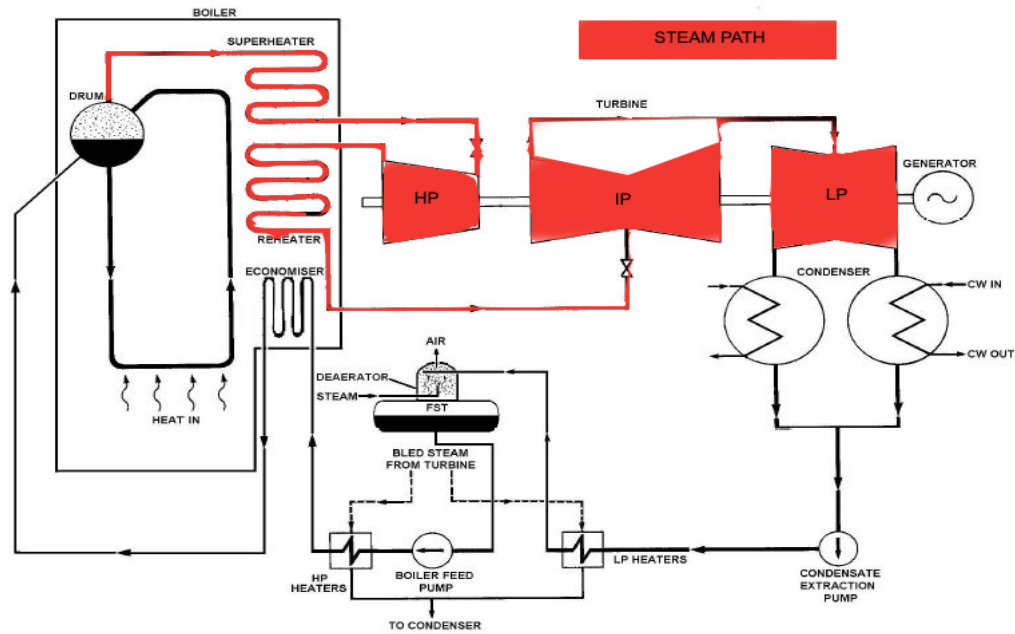 BOILER
STEAM PATH
SUPERHEATER
DRUM
TURBINE
GENERATOR
HP
IP
LP
REHEATER
ECONOMISER
CONDENSER
CW IN
CW OUT
AIR
DEAERATOR
STEAM
FST
HEAT IN
BLED STEAM
FROM TURBINE
HP
HEATERS
BOILER FEED
PUMP
LP HEATERS
CONDENSATE
EXTRACTION
PUMP
TO CONDENSER